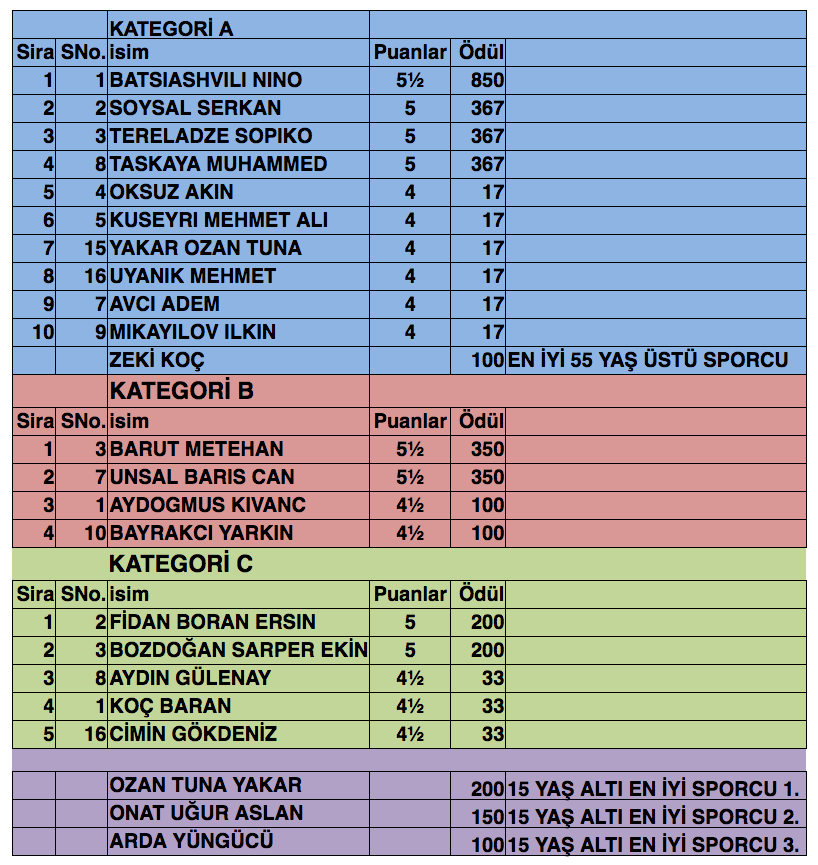 KATEGORİ A
Sira SNo. isim Puanlar Ödül
1 1 BATSIASHVILI NINO 5½ 850
2 2 SOYSAL SERKAN 5 367
3 3 TERELADZE SOPIKO 5 367
4 8 TASKAYA MUHAMMED 5 367
5 4 OKSUZ AKIN 4 17
6 5 KUSEYRI MEHMET ALI 4 17
7 15 YAKAR OZAN TUNA 4 17
8 16 UYANIK MEHMET 4 17
9 7 AVCI ADEM 4 17
10 9 MIKAYILOV ILKIN 4 17
ZEKİ KOÇ 100 EN İYİ 55 YAŞ ÜSTÜ SPORCU
KATEGORİ B
Sira SNo. isim Puanlar Ödül
1 3 BARUT METEHAN 5½ 350
2 7 UNSAL BARIS CAN 5½ 350
3 1 AYDOGMUS KIVANC 4½ 100
4 10 BAYRAKCI YARKIN 4½ 100
KATEGORİ C
Sira SNo. isim Puanlar Ödül
1 2 FİDAN BORAN ERSIN 5 200
2 3 BOZDOĞAN SARPER EKİN 5 200
3 8 AYDIN GÜLENAY 4½ 33
4 1 KOÇ BARAN 4½ 33
5 16 CİMİN GÖKDENİZ 4½ 33
OZAN TUNA YAKAR 200 15 YAŞ ALTI EN İYİ SPORCU 1.
ONAT UĞUR ASLAN 150 15 YAŞ ALTI EN İYİ SPORCU 2.
ARDA YÜNGÜCÜ 100 15 YAŞ ALTI EN İYİ SPORCU 3.